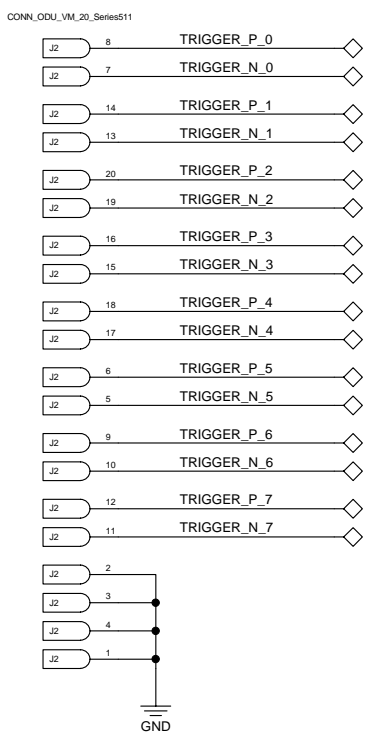 CONN_ODU_VM_20_Series511
J2 8 TRIGGER_P_0
J2 7 TRIGGER_N_0
J2 14 TRIGGER_P_1
J2 13 TRIGGER_N_1
J2 20 TRIGGER_P_2
J2 19 TRIGGER_N_2
J2 16 TRIGGER_P_3
J2 15 TRIGGER_N_3
J2 18 TRIGGER_P_4
J2 17 TRIGGER_N_4
J2 6 TRIGGER_P_5
J2 5 TRIGGER_N_5
J2 9 TRIGGER_P_6
J2 10 TRIGGER_N_6
J2 12 TRIGGER_P_7
J2 11 TRIGGER_N_7
J2 2
J2 3
J2 4
J2 1
GND